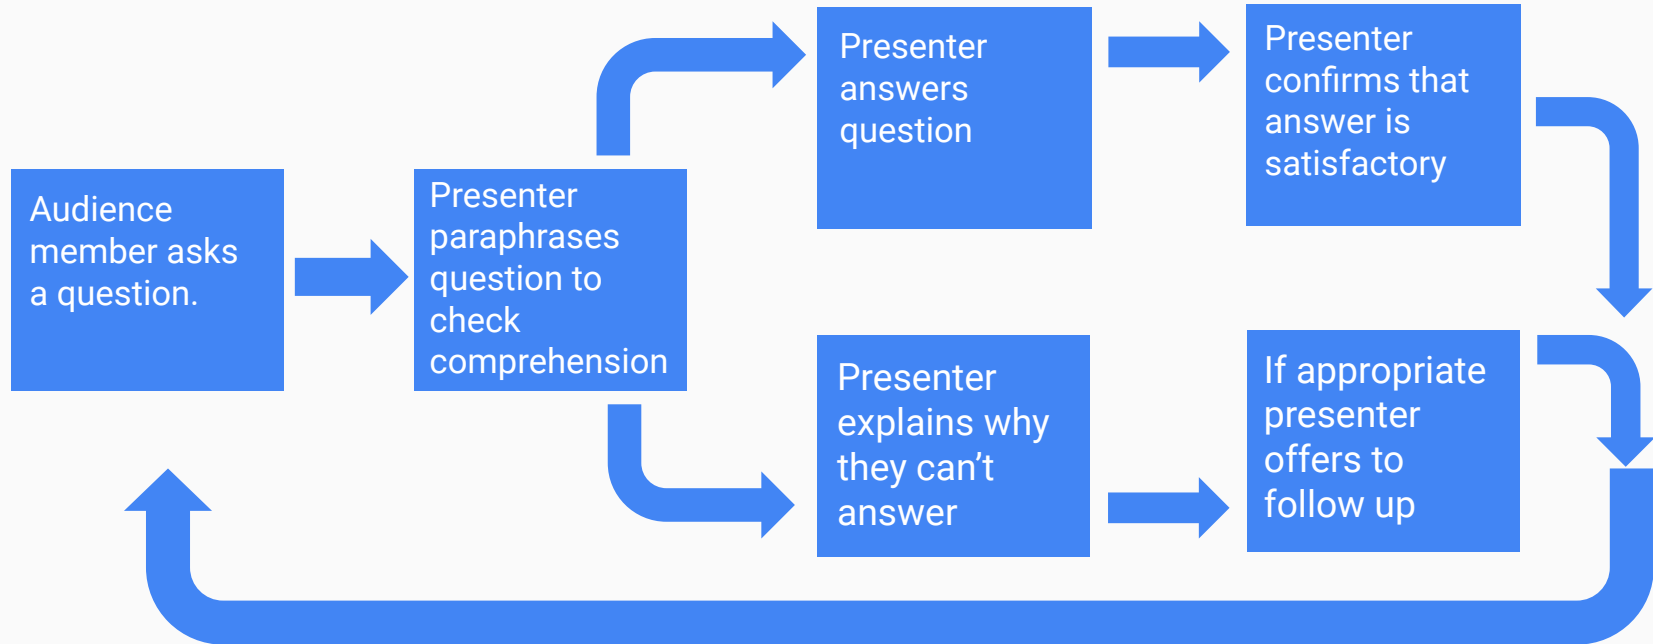 Audience
member asks
a question.
Presenter
paraphrases
question to
check
comprehension
Presenter
answers
question
Presenter
confirms that
answer is
satisfactory
Presenter
explains why
they can’t
answer
If appropriate
presenter
offers to
follow up